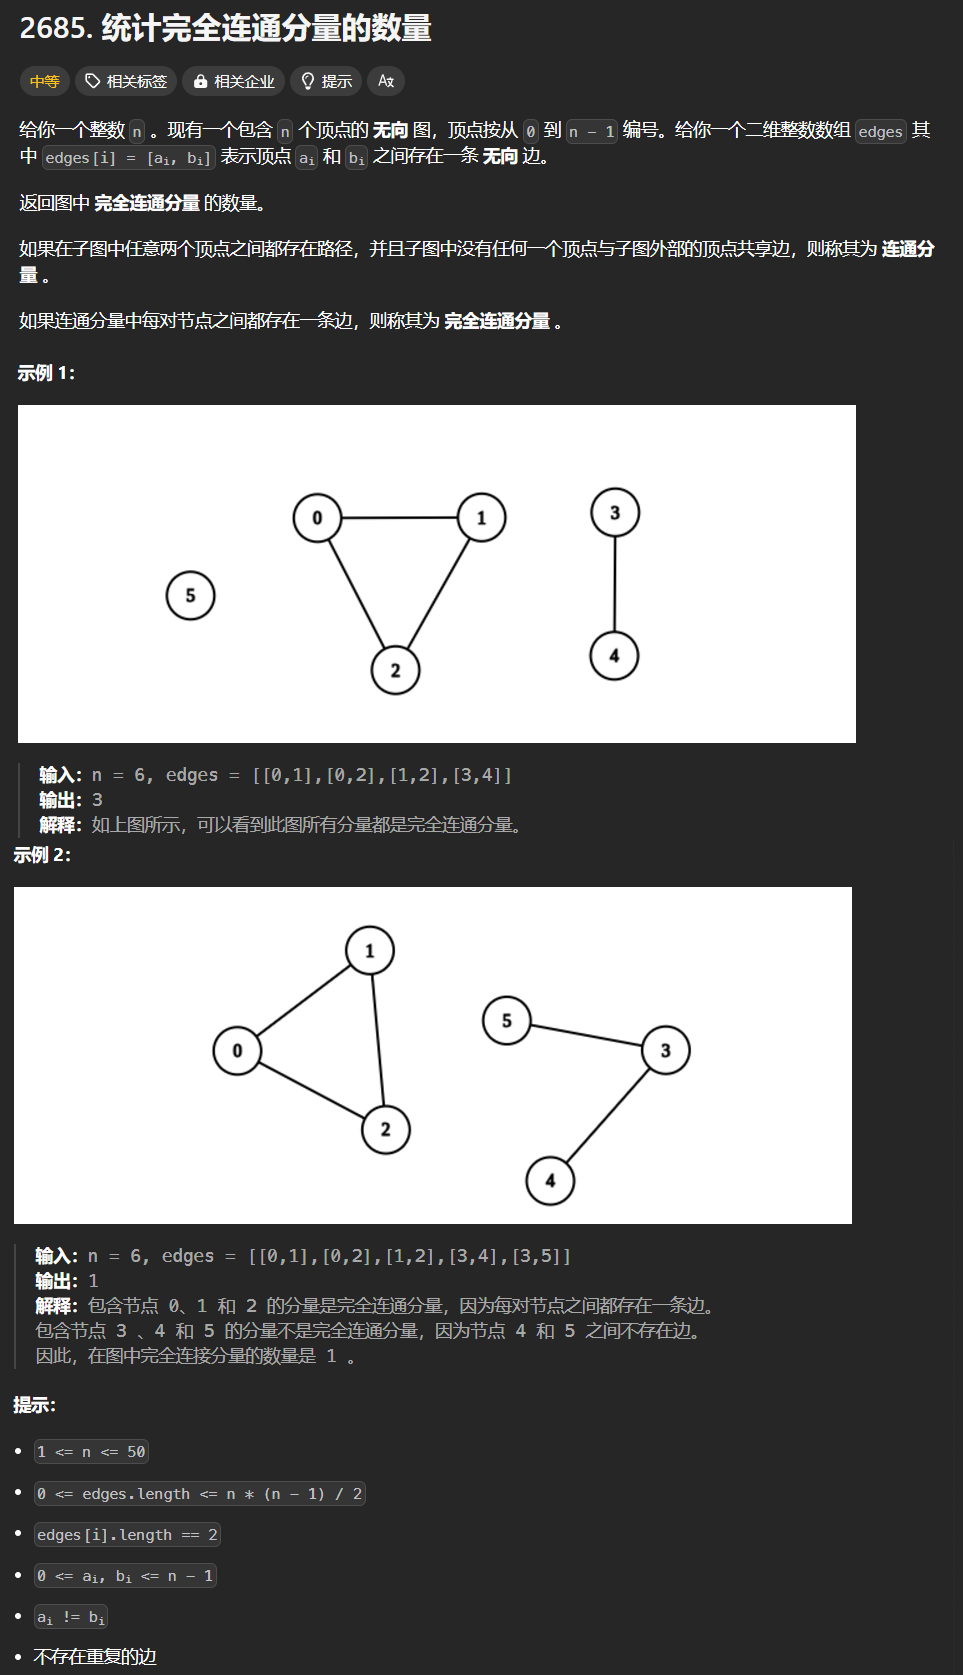 2685. 统计完全连通分量的数量
中等 相关标签 相关企业 提示 A文
给你一个整数 n 。现有一个包含 n 个顶点的 无向 图，顶点按从 0 到 n - 1 编号。给你一个二维整数数组 edges 其
中 edges[i] = [aᵢ, bᵢ] 表示顶点 aᵢ 和 bᵢ 之间存在一条 无向 边。
返回图中 完全连通分量 的数量。
如果在子图中任意两个顶点之间都存在路径，并且子图中没有任何一个顶点与子图外部的顶点共享边，则称其为 连通分
量 。
如果连通分量中每对节点之间都存在一条边，则称其为 完全连通分量 。
示例 1：
0
1
3
5
2
4
输入：n = 6, edges = [[0,1],[0,2],[1,2],[3,4]]
输出：3
解释：如上图所示，可以看到此图所有分量都是完全连通分量。
示例 2：
1
5
0
3
2
4
输入：n = 6, edges = [[0,1],[0,2],[1,2],[3,4],[3,5]]
输出：1
解释：包含节点 0、1 和 2 的分量是完全连通分量，因为每对节点之间都存在一条边。
包含节点 3 、4 和 5 的分量不是完全连通分量，因为节点 4 和 5 之间不存在边。
因此，在图中完全连接分量的数量是 1 。
提示：
• 1 <= n <= 50
• 0 <= edges.length <= n * (n - 1) / 2
• edges[i].length == 2
• 0 <= aᵢ, bᵢ <= n - 1
• aᵢ != bᵢ
• 不存在重复的边